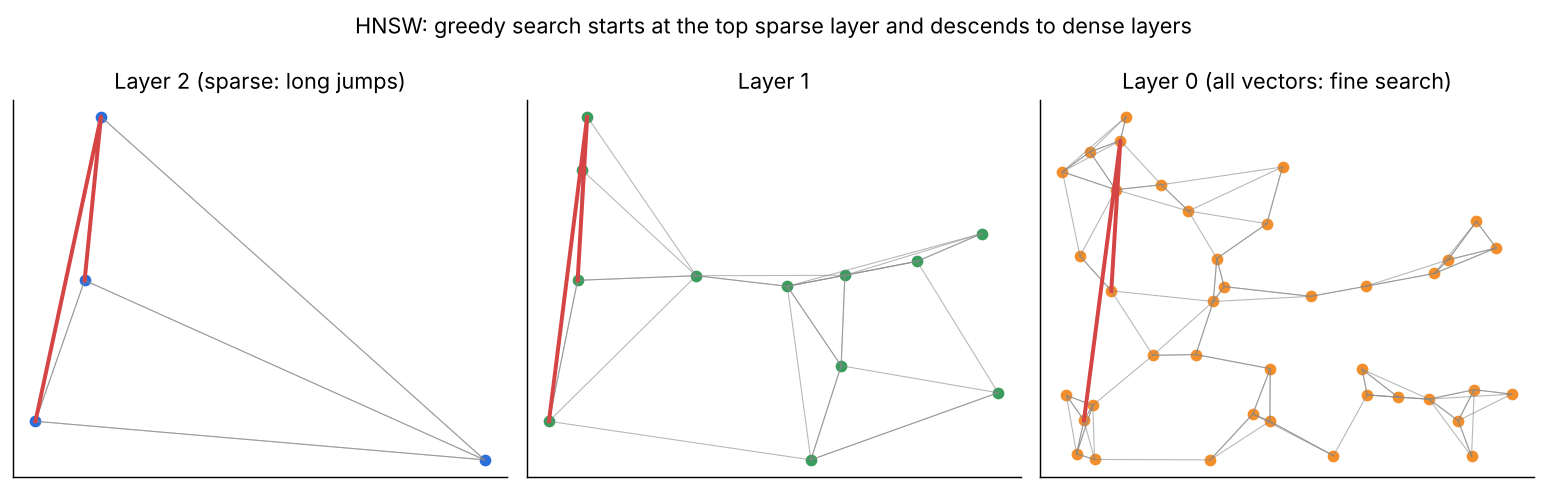 HNSW: greedy search starts at the top sparse layer and descends to dense layers
Layer 2 (sparse: long jumps)
Layer 1
Layer 0 (all vectors: fine search)